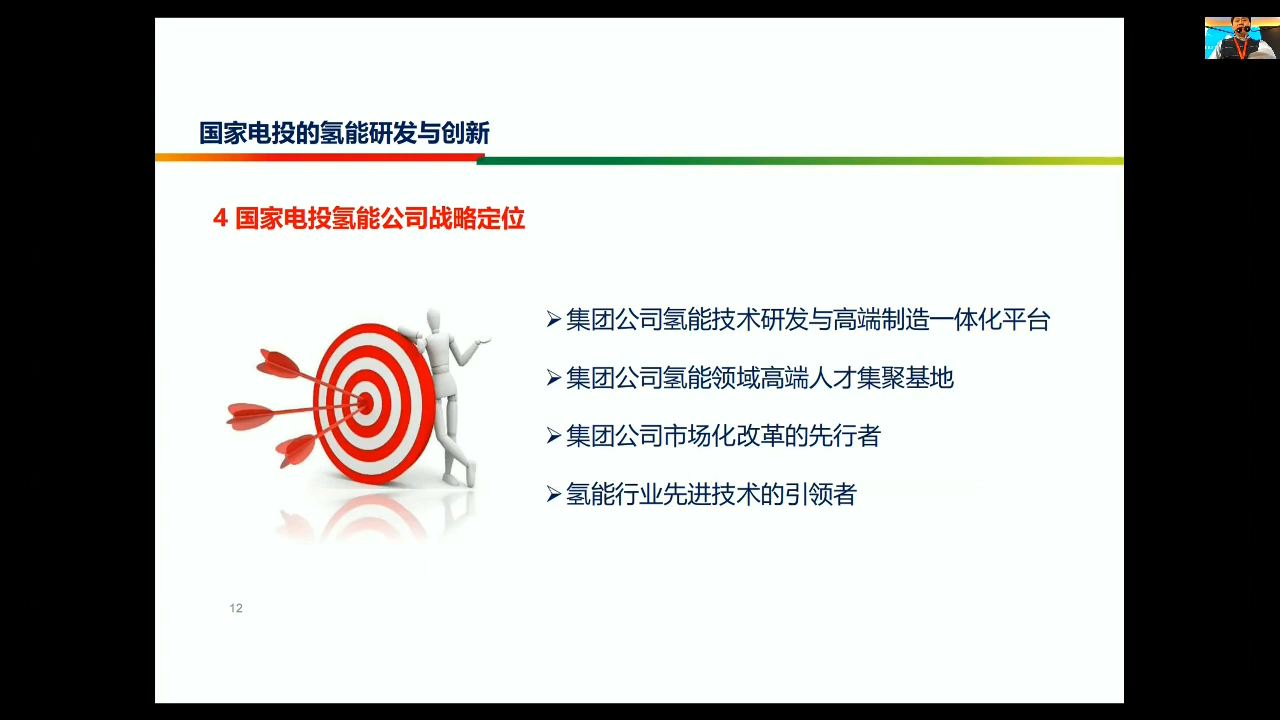 国家电投的氢能研发与创新
4 国家电投氢能公司战略定位
➢集团公司氢能技术研发与高端制造一体化平台
➢集团公司氢能领域高端人才集聚基地
➢集团公司市场化改革的先行者
➢氢能行业先进技术的引领者
12